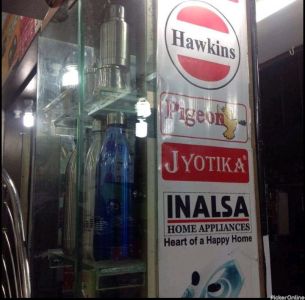 Hawkins
Pigeon
JYOTIKA
INALSA
HOME APPLIANCES
Heart of a Happy Home
PickerOnline